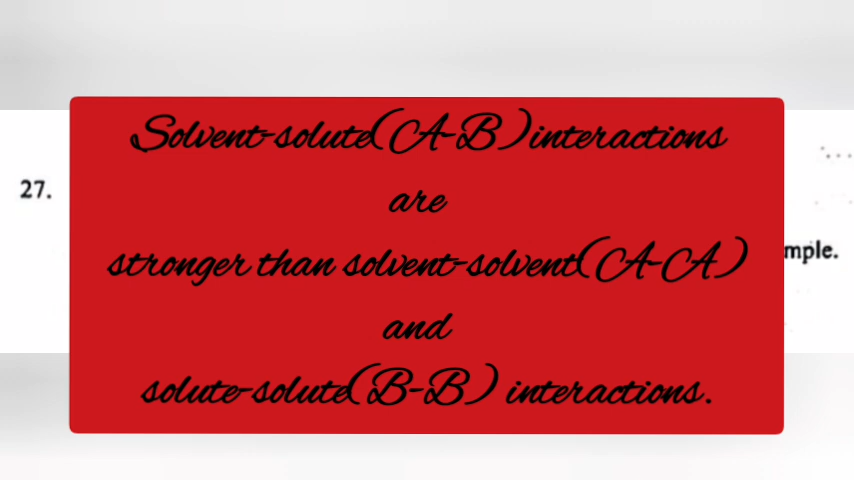 Solvent-solute(A-B)interactions
are
27.
stronger than solvent-solvent(A-A)
mple.
and
solute-solute(B-B) interactions.